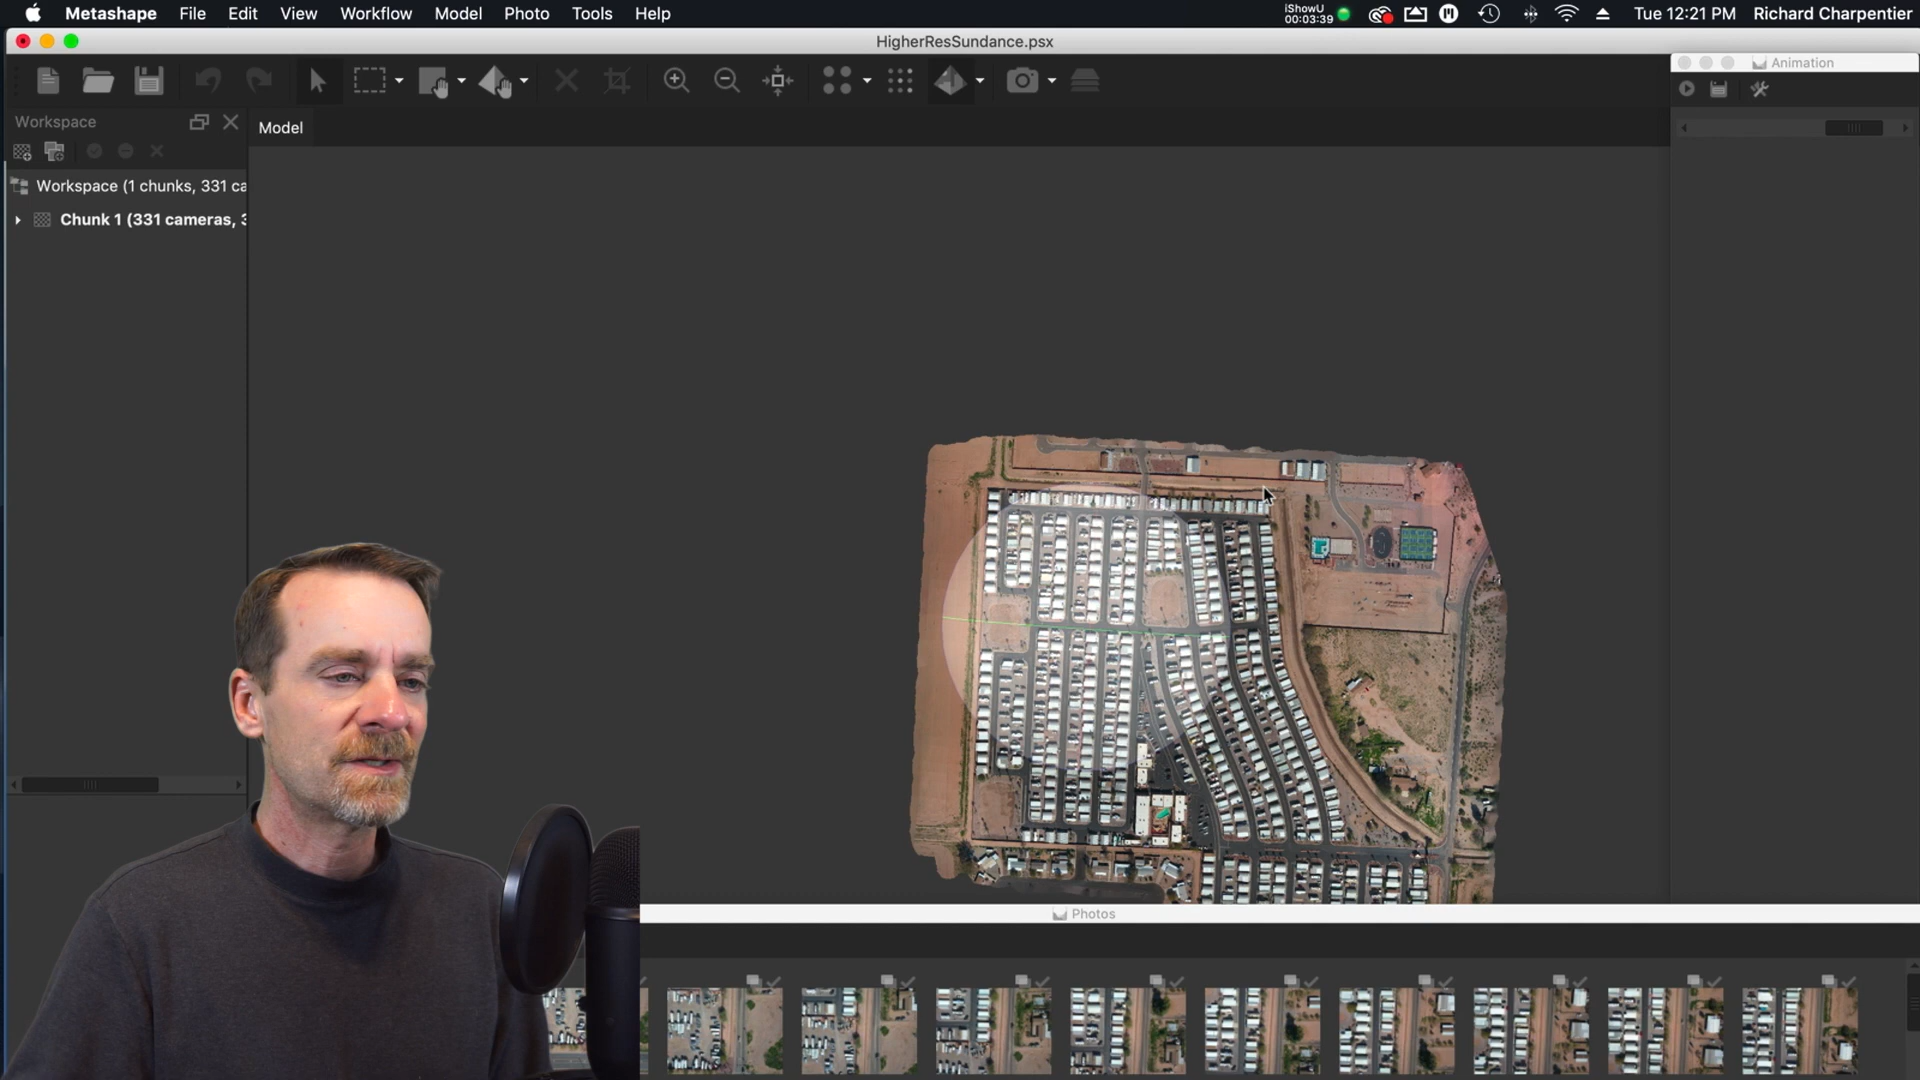 Metashape File Edit View Workflow Model Photo Tools Help iShowU 00:03:39 Tue 12:21 PM Richard Charpentier
HigherResSundance.psx
Animation
Workspace
Model
Workspace (1 chunks, 331 ca
Chunk 1 (331 cameras, 3
Photos